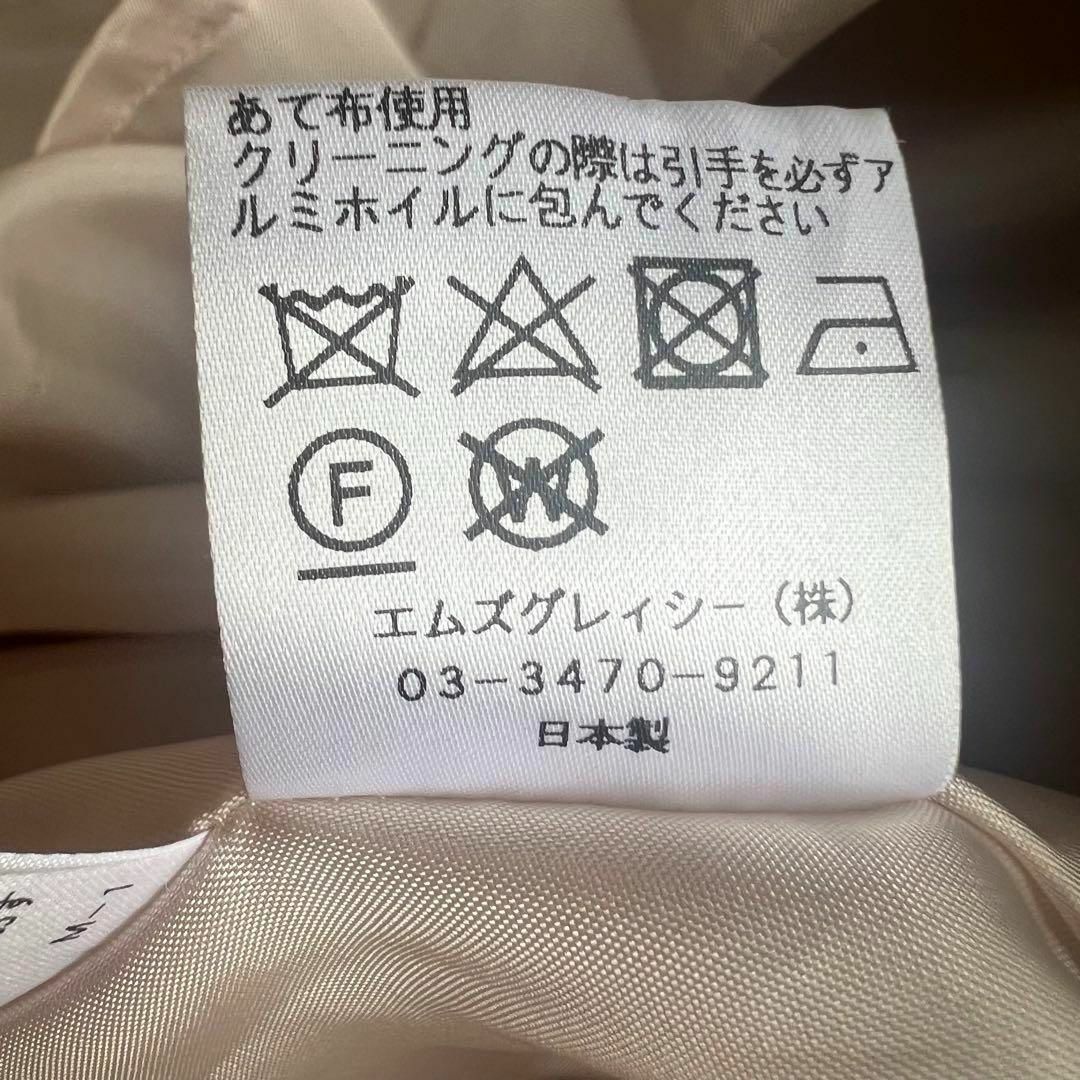 あて布使用
クリーニングの際は引手を必ずア
ルミホイルに包んでください
F
W
エムズグレイシー（株）
03-3470-9211
日本製